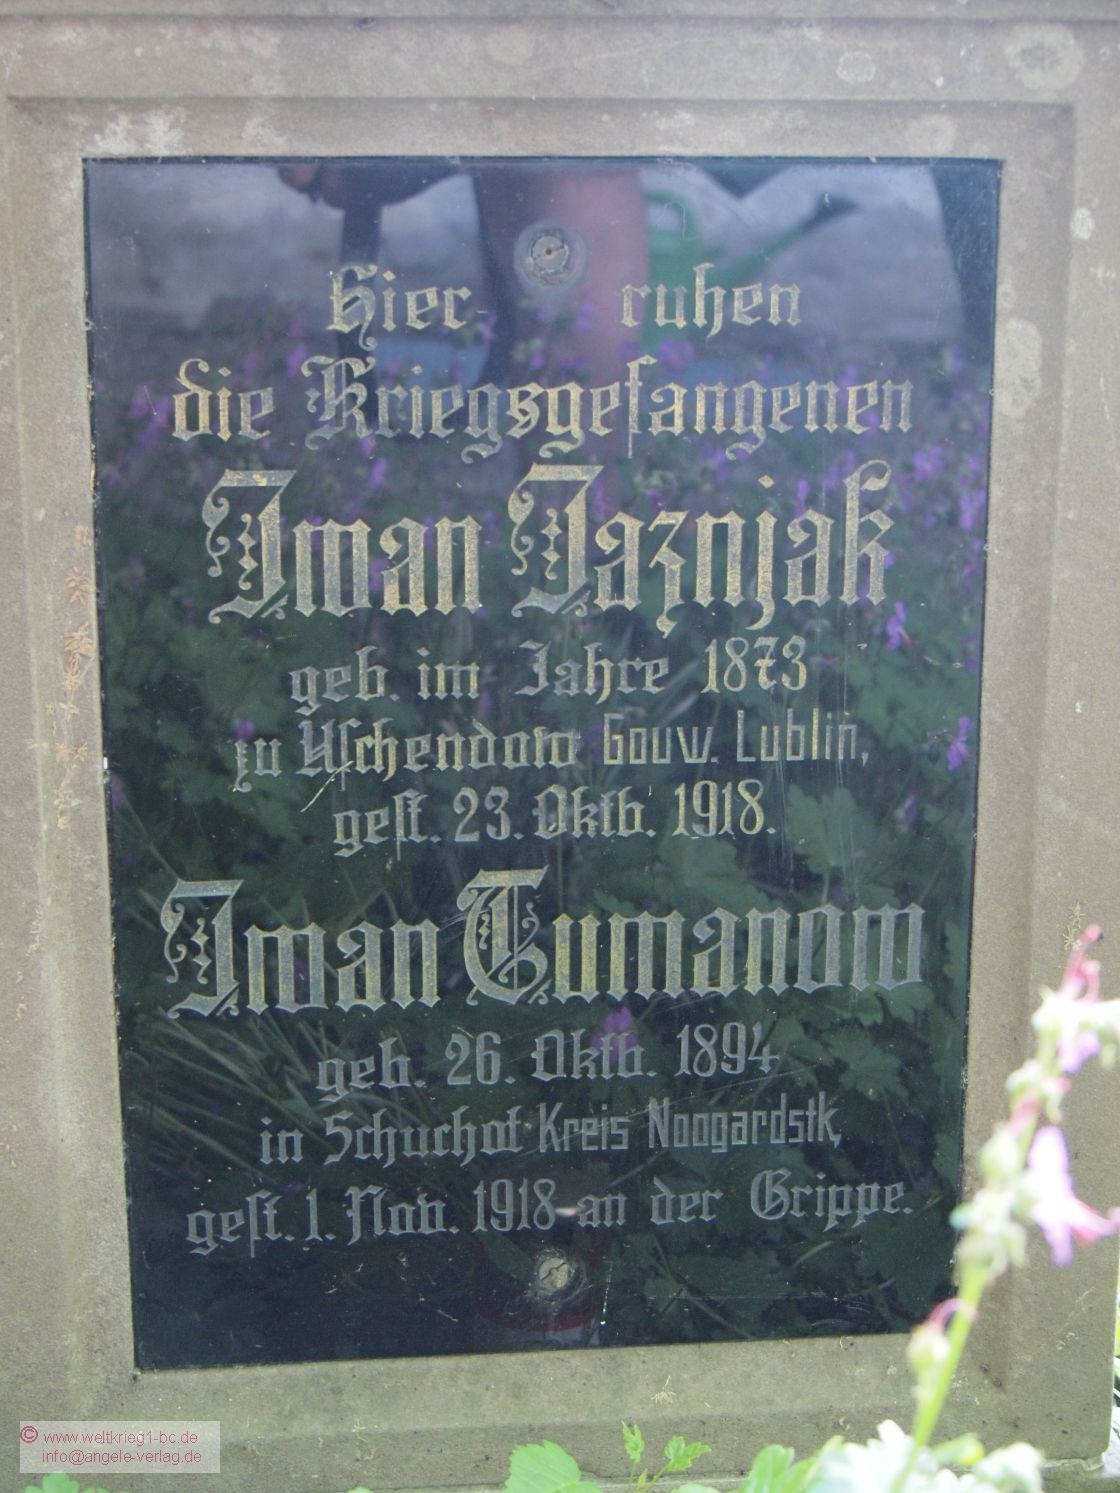 Hier ruhen
die Kriegsgefangenen
Iwan Jaznjak
geb. im Jahre 1873
zu Uschendow Gouw. Lublin,
gest. 23. Oktb. 1918.
Iwan Tumanow
geb. 26. Oktb. 1894
in Schuchot Kreis Noogardstk,
gest. 1. Nov. 1918 an der Grippe.
© www.weltkrieg1-bc.de
info@angele-verlag.de